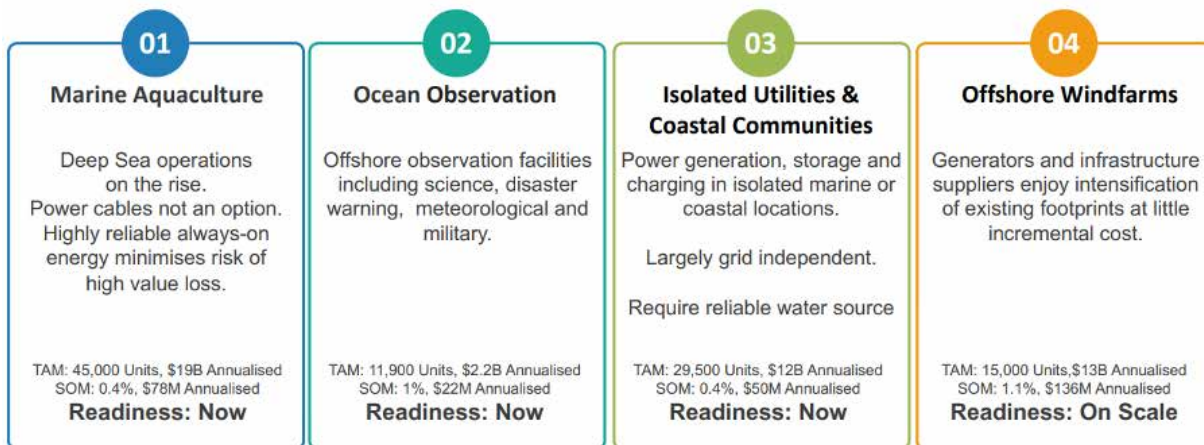 01
Marine Aquaculture
Deep Sea operations
on the rise.
Power cables not an option.
Highly reliable always-on
energy minimises risk of
high value loss.
TAM: 45,000 Units, $19B Annualised
SOM: 0.4%, $78M Annualised
Readiness: Now
02
Ocean Observation
Offshore observation facilities
including science, disaster
warning, meteorological and
military.
TAM: 11,900 Units, $2.2B Annualised
SOM: 1%, $22M Annualised
Readiness: Now
03
Isolated Utilities &
Coastal Communities
Power generation, storage and
charging in isolated marine or
coastal locations.
Largely grid independent.
Require reliable water source
TAM: 29,500 Units, $12B Annualised
SOM: 0.4%, $50M Annualised
Readiness: Now
04
Offshore Windfarms
Generators and infrastructure
suppliers enjoy intensification
of existing footprints at little
incremental cost.
TAM: 15,000 Units,$13B Annualised
SOM: 1.1%, $136M Annualised
Readiness: On Scale